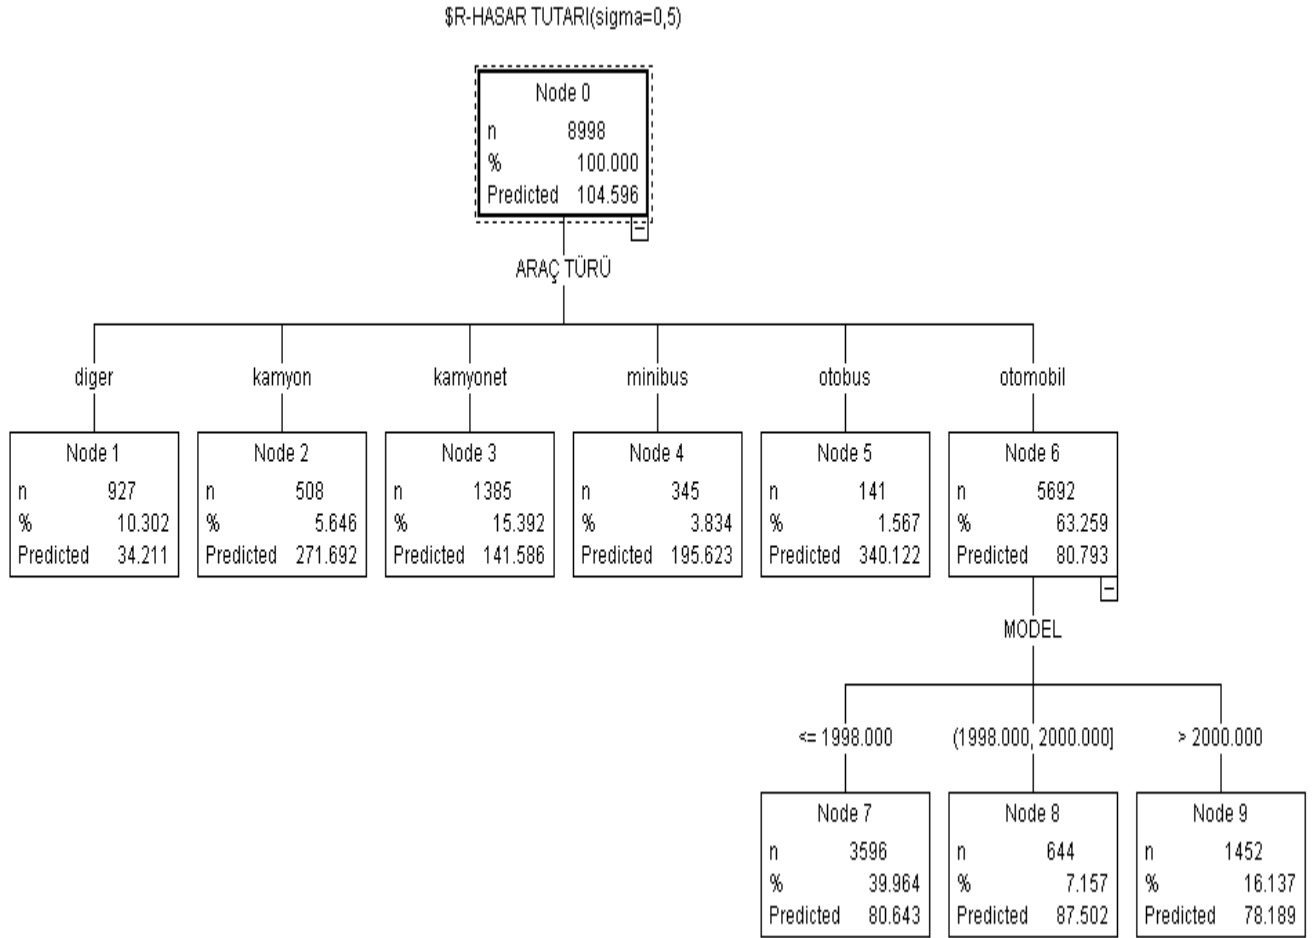 $R-HASAR TUTARI(sigma=0,5)
Node 0
n 8998
% 100.000
Predicted 104.596
ARAÇ TÜRÜ
diger
kamyon
kamyonet
minibus
otobus
otomobil
Node 1
n 927
% 10.302
Predicted 34.211
Node 2
n 508
% 5.646
Predicted 271.692
Node 3
n 1385
% 15.392
Predicted 141.586
Node 4
n 345
% 3.834
Predicted 195.623
Node 5
n 141
% 1.567
Predicted 340.122
Node 6
n 5692
% 63.259
Predicted 80.793
MODEL
<= 1998.000
(1998.000, 2000.000]
> 2000.000
Node 7
n 3596
% 39.964
Predicted 80.643
Node 8
n 644
% 7.157
Predicted 87.502
Node 9
n 1452
% 16.137
Predicted 78.189